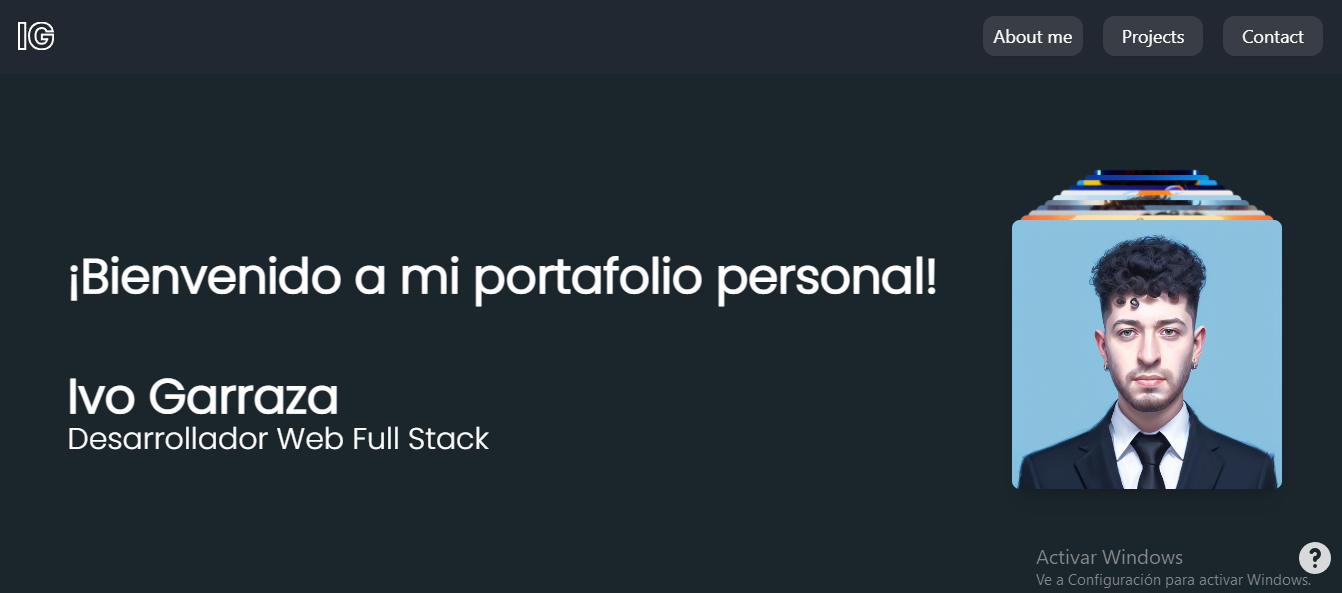 IG
About me
Projects
Contact
¡Bienvenido a mi portafolio personal!
Ivo Garraza
Desarrollador Web Full Stack
Activar Windows
Ve a Configuración para activar Windows.
?